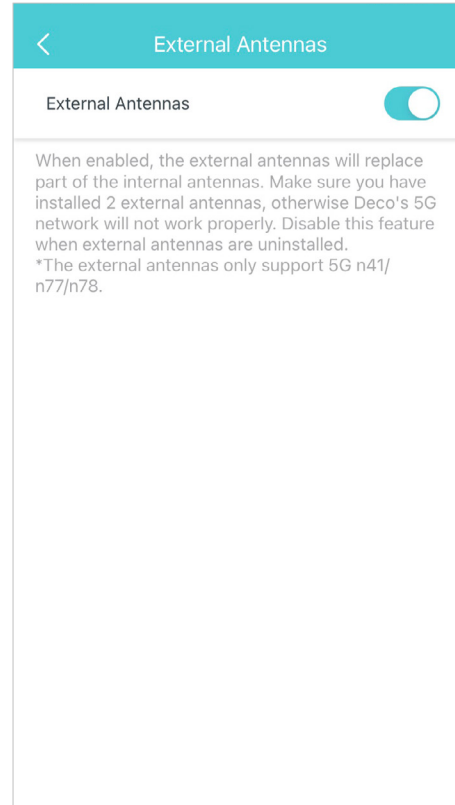 External Antennas
External Antennas
When enabled, the external antennas will replace
part of the internal antennas. Make sure you have
installed 2 external antennas, otherwise Deco's 5G
network will not work properly. Disable this feature
when external antennas are uninstalled.
*The external antennas only support 5G n41/
n77/n78.